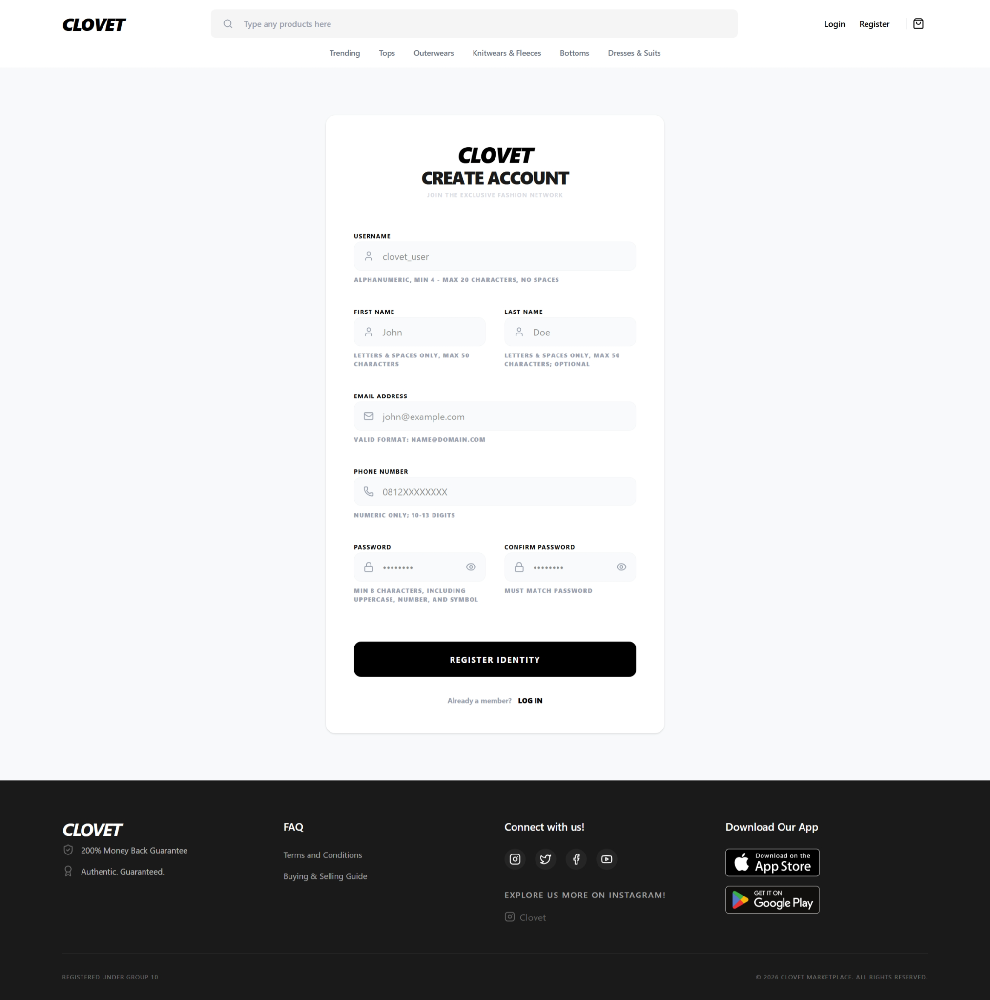 CLOVET
Type any products here
Login
Register
Trending
Tops
Outerwears
Knitwears & Fleeces
Bottoms
Dresses & Suits
CLOVET
CREATE ACCOUNT
JOIN THE EXCLUSIVE FASHION NETWORK
USERNAME
clovet_user
ALPHANUMERIC, MIN 4 - MAX 20 CHARACTERS, NO SPACES
FIRST NAME
John
LETTERS & SPACES ONLY, MAX 50
CHARACTERS
LAST NAME
Doe
LETTERS & SPACES ONLY, MAX 50
CHARACTERS; OPTIONAL
EMAIL ADDRESS
john@example.com
VALID FORMAT: NAME@DOMAIN.COM
PHONE NUMBER
0812XXXXXXXX
NUMERIC ONLY; 10-13 DIGITS
PASSWORD
••••••••
MIN 8 CHARACTERS, INCLUDING
UPPERCASE, NUMBER, AND SYMBOL
CONFIRM PASSWORD
••••••••
MUST MATCH PASSWORD
REGISTER IDENTITY
Already a member? LOG IN
CLOVET
200% Money Back Guarantee
Authentic. Guaranteed.
FAQ
Terms and Conditions
Buying & Selling Guide
Connect with us!
EXPLORE US MORE ON INSTAGRAM!
Clovet
Download Our App
Download on the
App Store
GET IT ON
Google Play
REGISTERED UNDER GROUP 10
© 2026 CLOVET MARKETPLACE. ALL RIGHTS RESERVED.